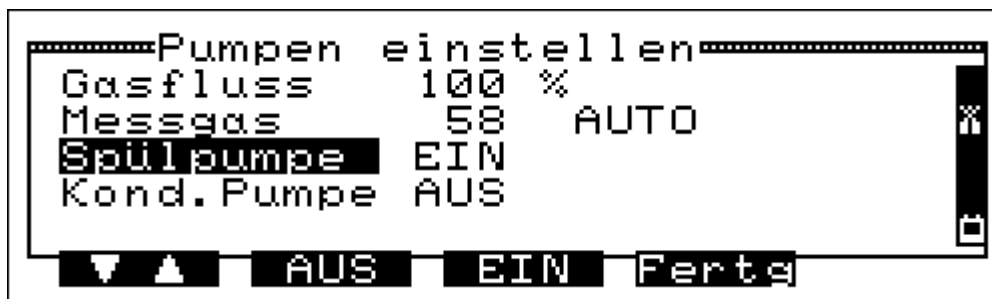 Pumpen einstellen
Gasfluss 100 %
Messgas 58 AUTO
Spülpumpe EIN
Kond.Pumpe AUS
▼ ▲ AUS EIN Fertg